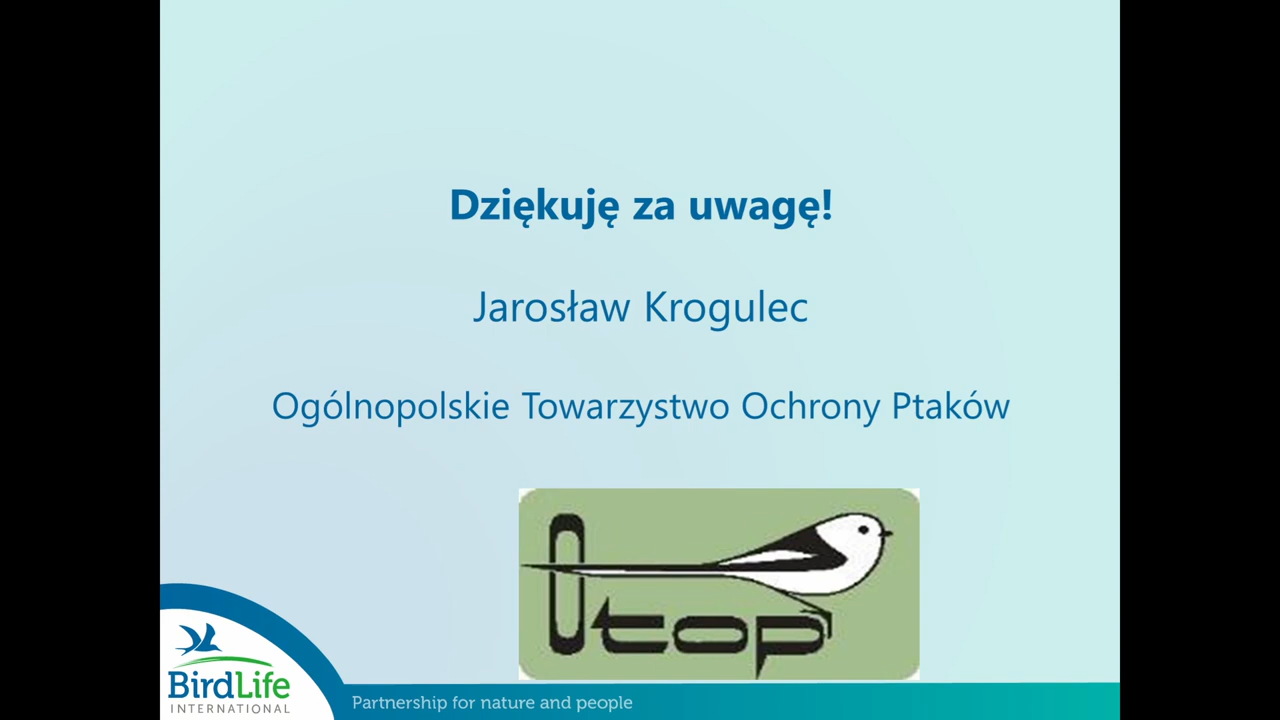 Dziękuję za uwagę!
Jarosław Krogulec
Ogólnopolskie Towarzystwo Ochrony Ptaków
Otop
BirdLife
INTERNATIONAL
Partnership for nature and people